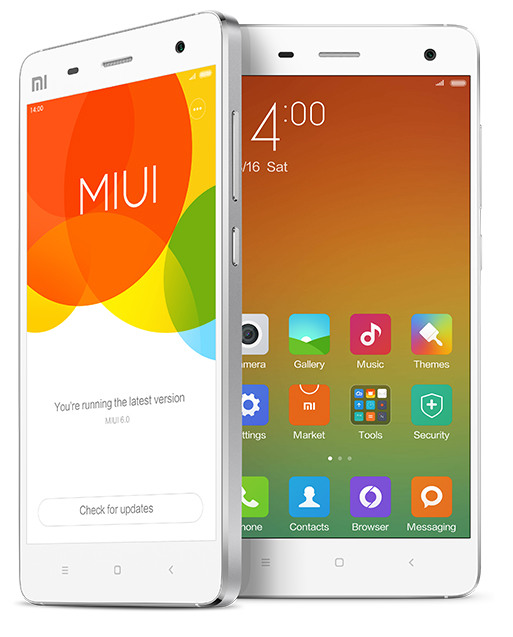 mi
14:00
MIUI
You're running the latest version
MIUI 6.0
Check for updates
4:00
/16 Sat
mera
Gallery
Music
Themes
ttings
mi
Market
Tools
Security
hone
Contacts
Browser
Messaging